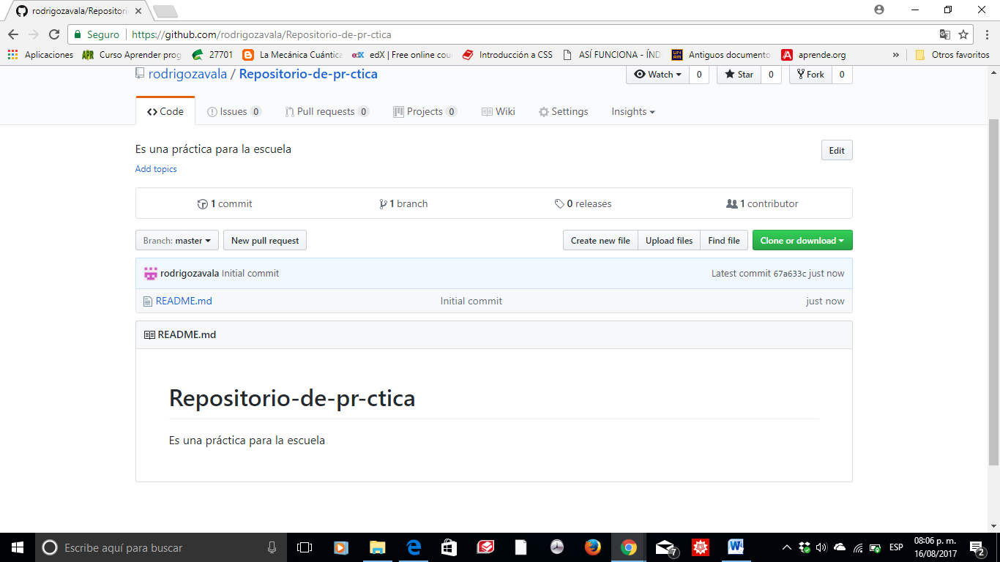 rodrigozavala/Repositori
Seguro https://github.com/rodrigozavala/Repositorio-de-pr-ctica
Aplicaciones APR Curso Aprender prog 27701 La Mecánica Cuántica edX | Free online cou Introducción a CSS ASÍ FUNCIONA - ÍND UNAM Antiguos documento aprende.org » Otros favoritos
rodrigozavala / Repositorio-de-pr-ctica Watch 0 Star 0 Fork 0
Code Issues 0 Pull requests 0 Projects 0 Wiki Settings Insights
Es una práctica para la escuela Edit
Add topics
1 commit 1 branch 0 releases 1 contributor
Branch: master New pull request Create new file Upload files Find file Clone or download
rodrigozavala Initial commit Latest commit 67a633c just now
README.md Initial commit just now
README.md
Repositorio-de-pr-ctica
Es una práctica para la escuela
Escribe aquí para buscar 7 ESP 08:06 p. m.
16/08/2017 2